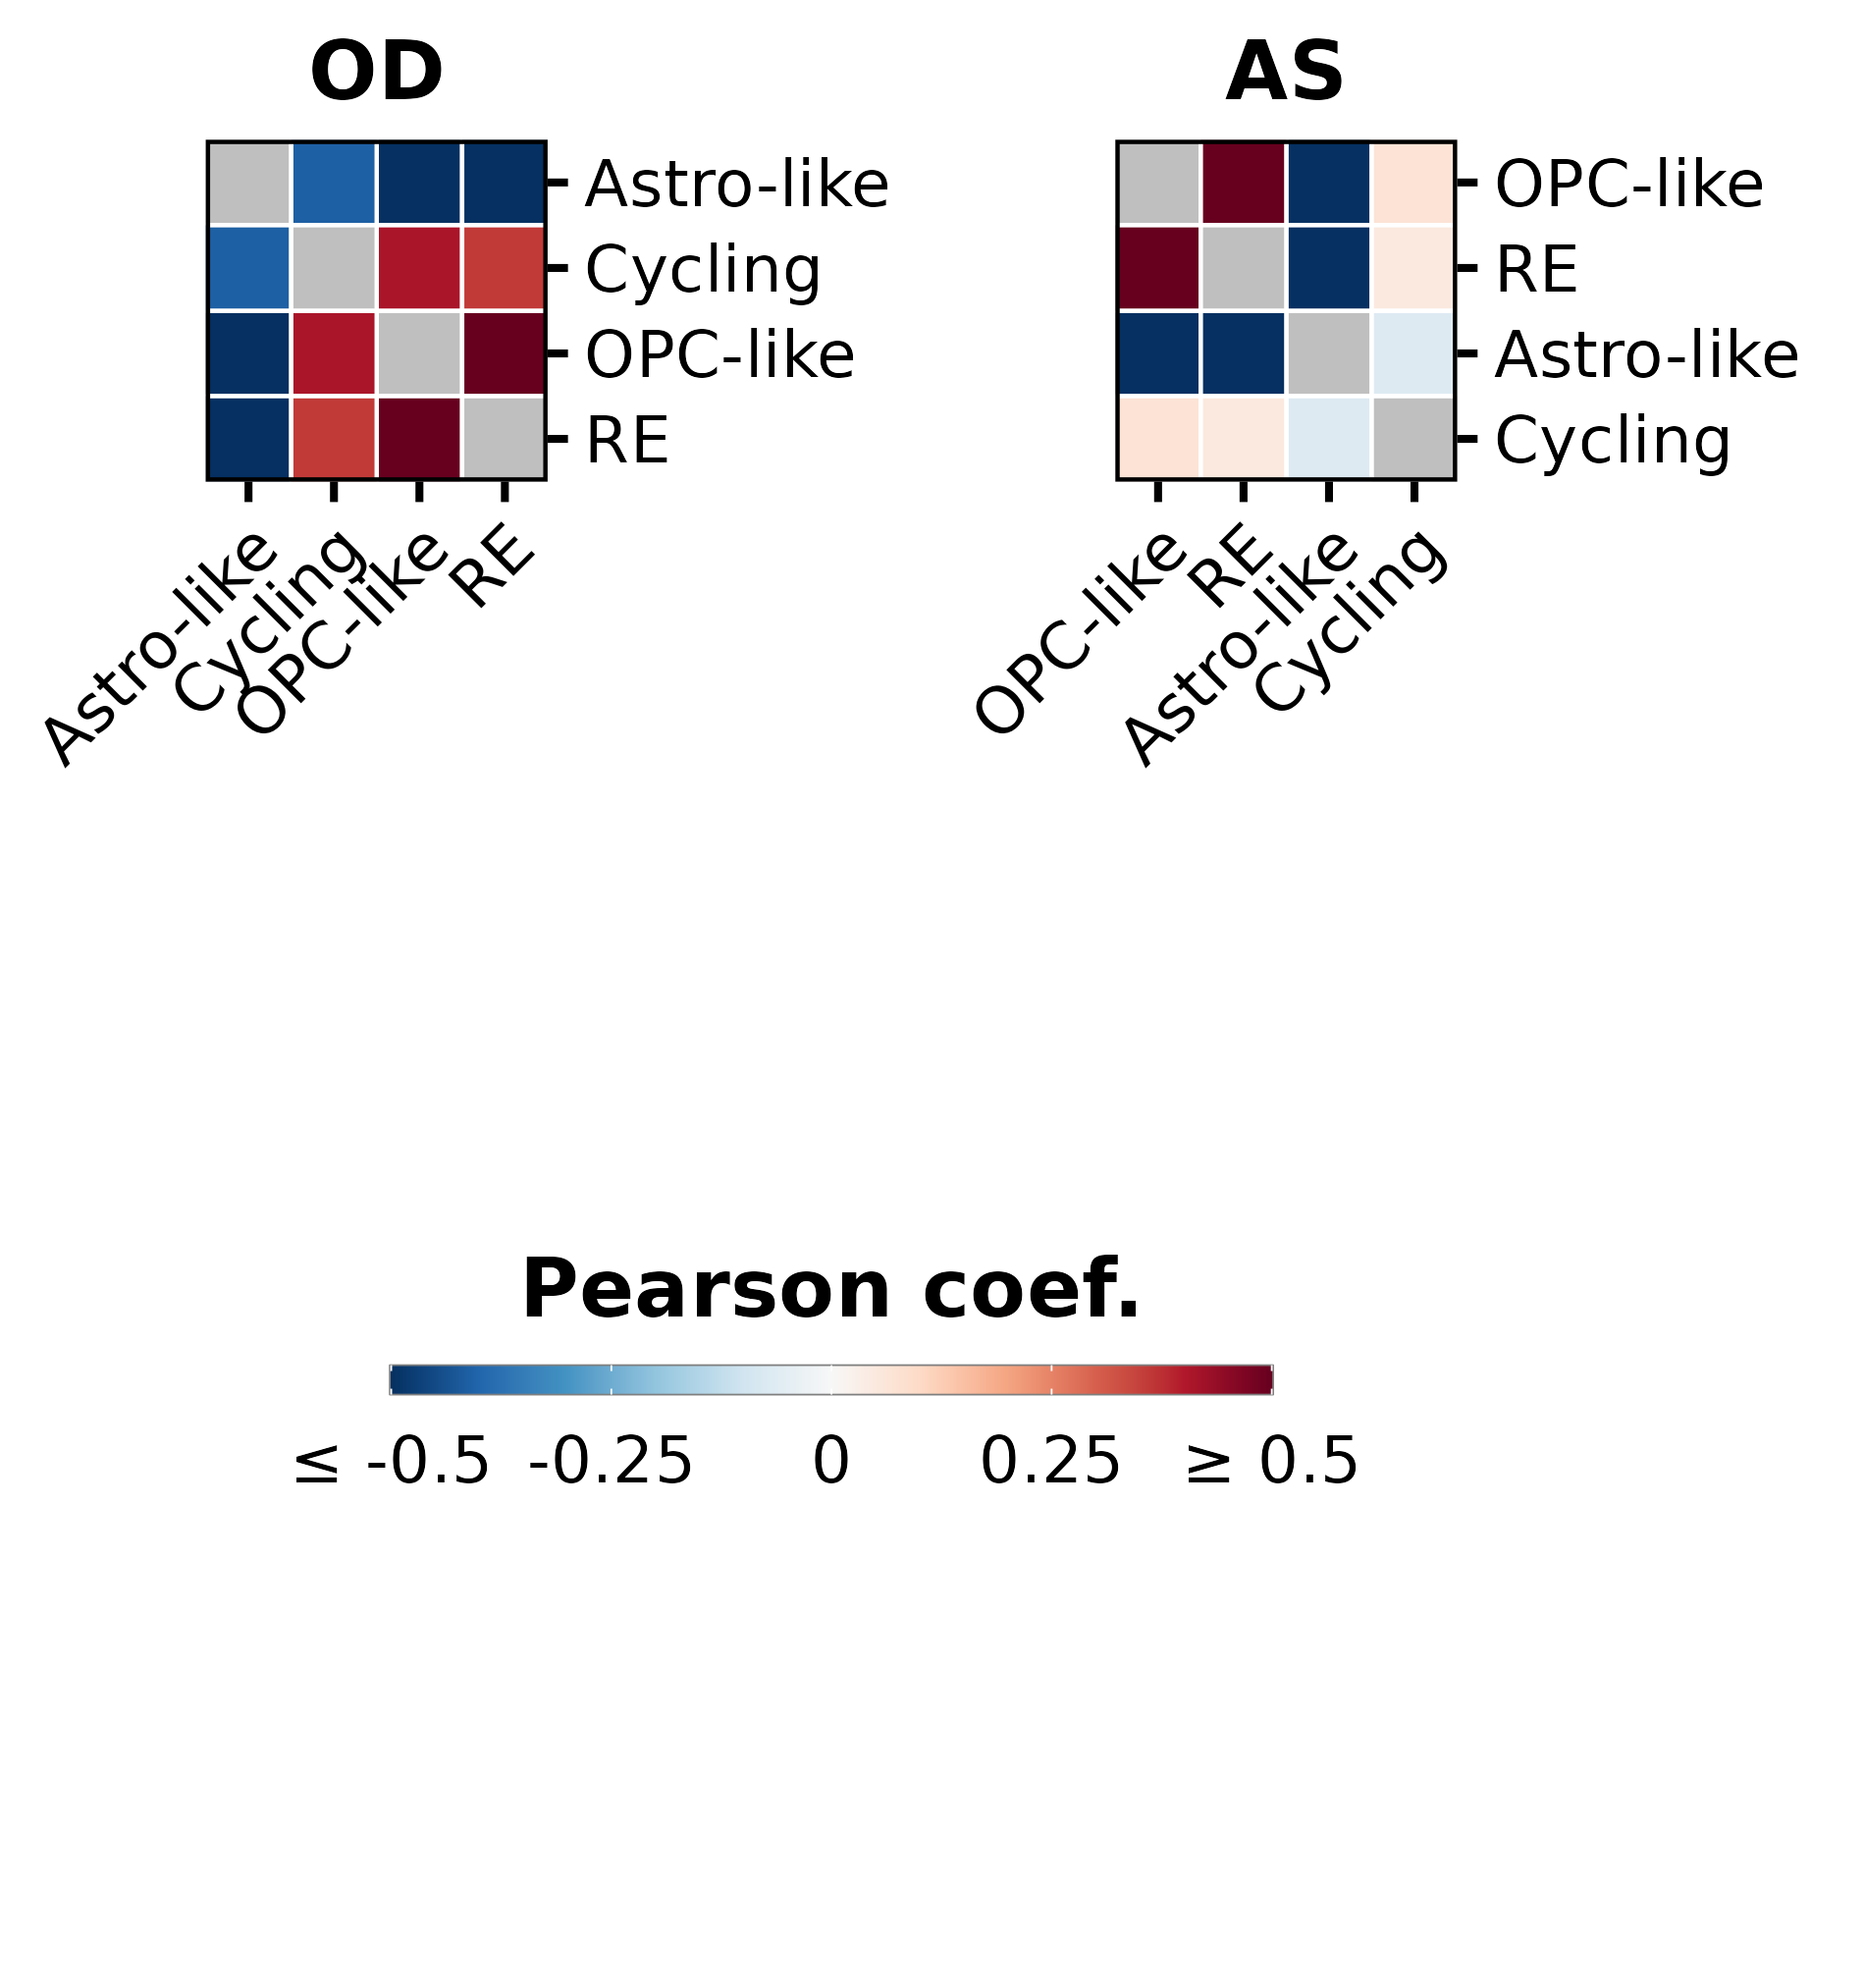 OD
AS
Astro-like
Cycling
OPC-like
RE
Astro-like
Cycling
OPC-like
RE
OPC-like
RE
Astro-like
Cycling
OPC-like
RE
Astro-like
Cycling
Pearson coef.
≤ -0.5 -0.25 0 0.25 ≥ 0.5